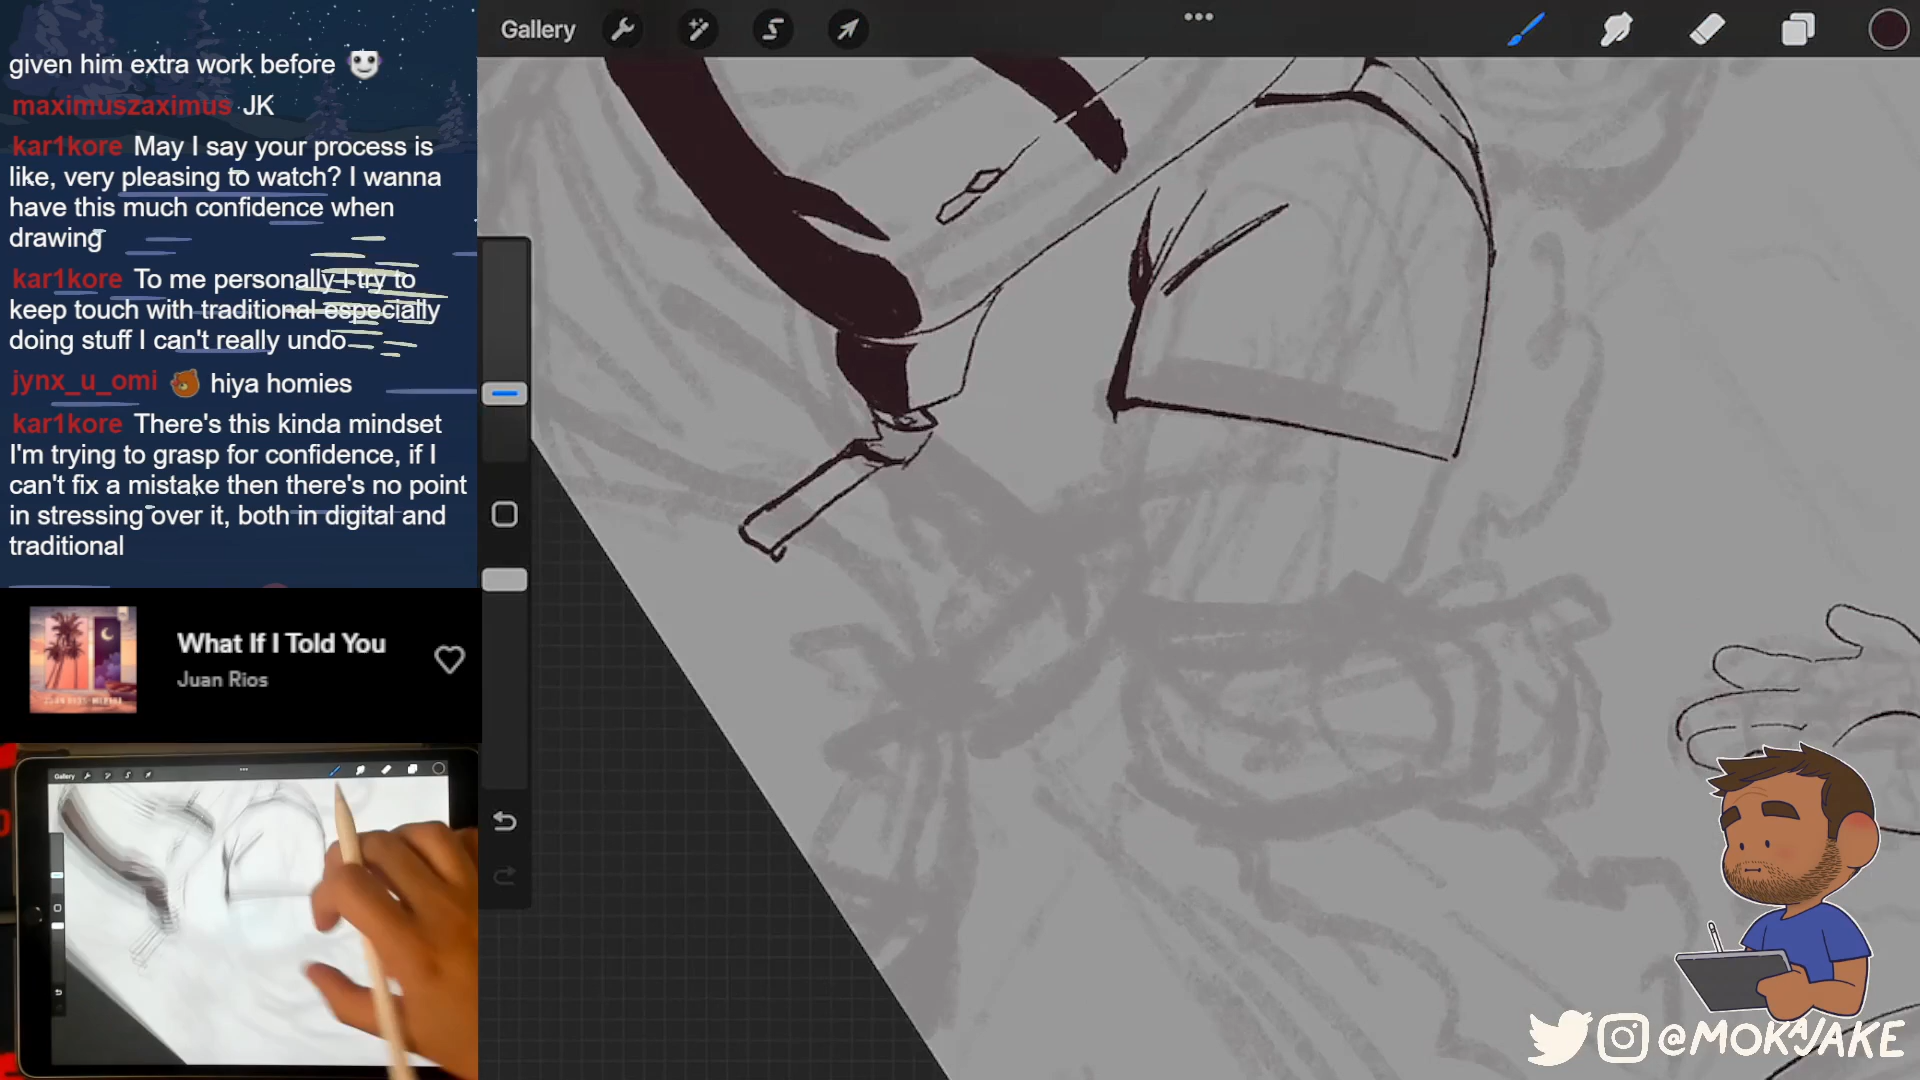 given him extra work before
maximuszaximus JK
kar1kore May I say your process is
like, very pleasing to watch? I wanna
have this much confidence when
drawing
kar1kore To me personally I try to
keep touch with traditional especially
doing stuff I can't really undo
jynx_u_omi hiya homies
kar1kore There's this kinda mindset
I'm trying to grasp for confidence, if I
can't fix a mistake then there's no point
in stressing over it, both in digital and
traditional
What If I Told You
Juan Rios
Gallery
Gallery
@MOKAJAKE